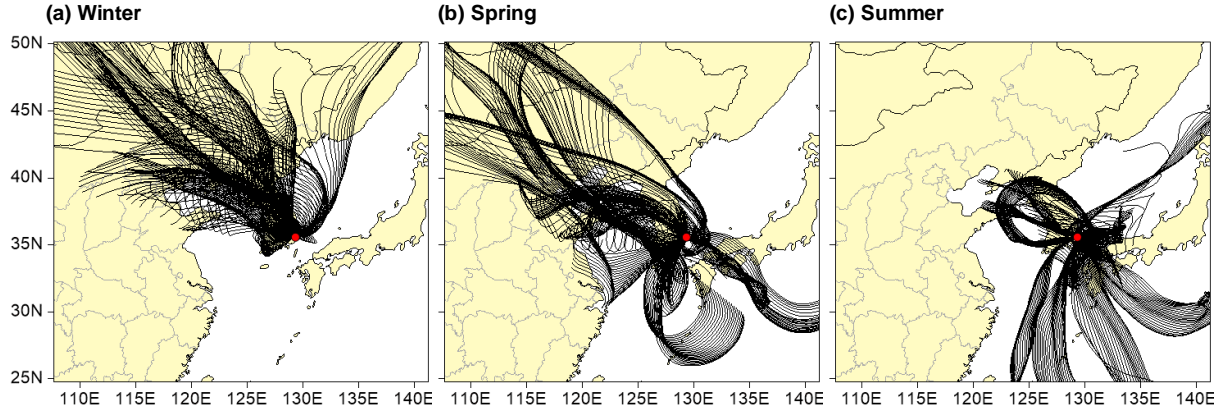 (a) Winter (b) Spring (c) Summer
50N
45N
40N
35N
30N
25N
110E 115E 120E 125E 130E 135E 140E 110E 115E 120E 125E 130E 135E 140E 110E 115E 120E 125E 130E 135E 140E